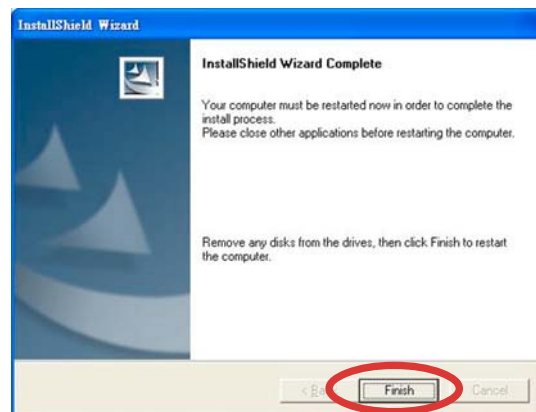 InstallShield Wizard
InstallShield Wizard Complete
Your computer must be restarted now in order to complete the
install process.
Please close other applications before restarting the computer.
Remove any disks from the drives, then click Finish to restart
the computer.
Finish Cancel